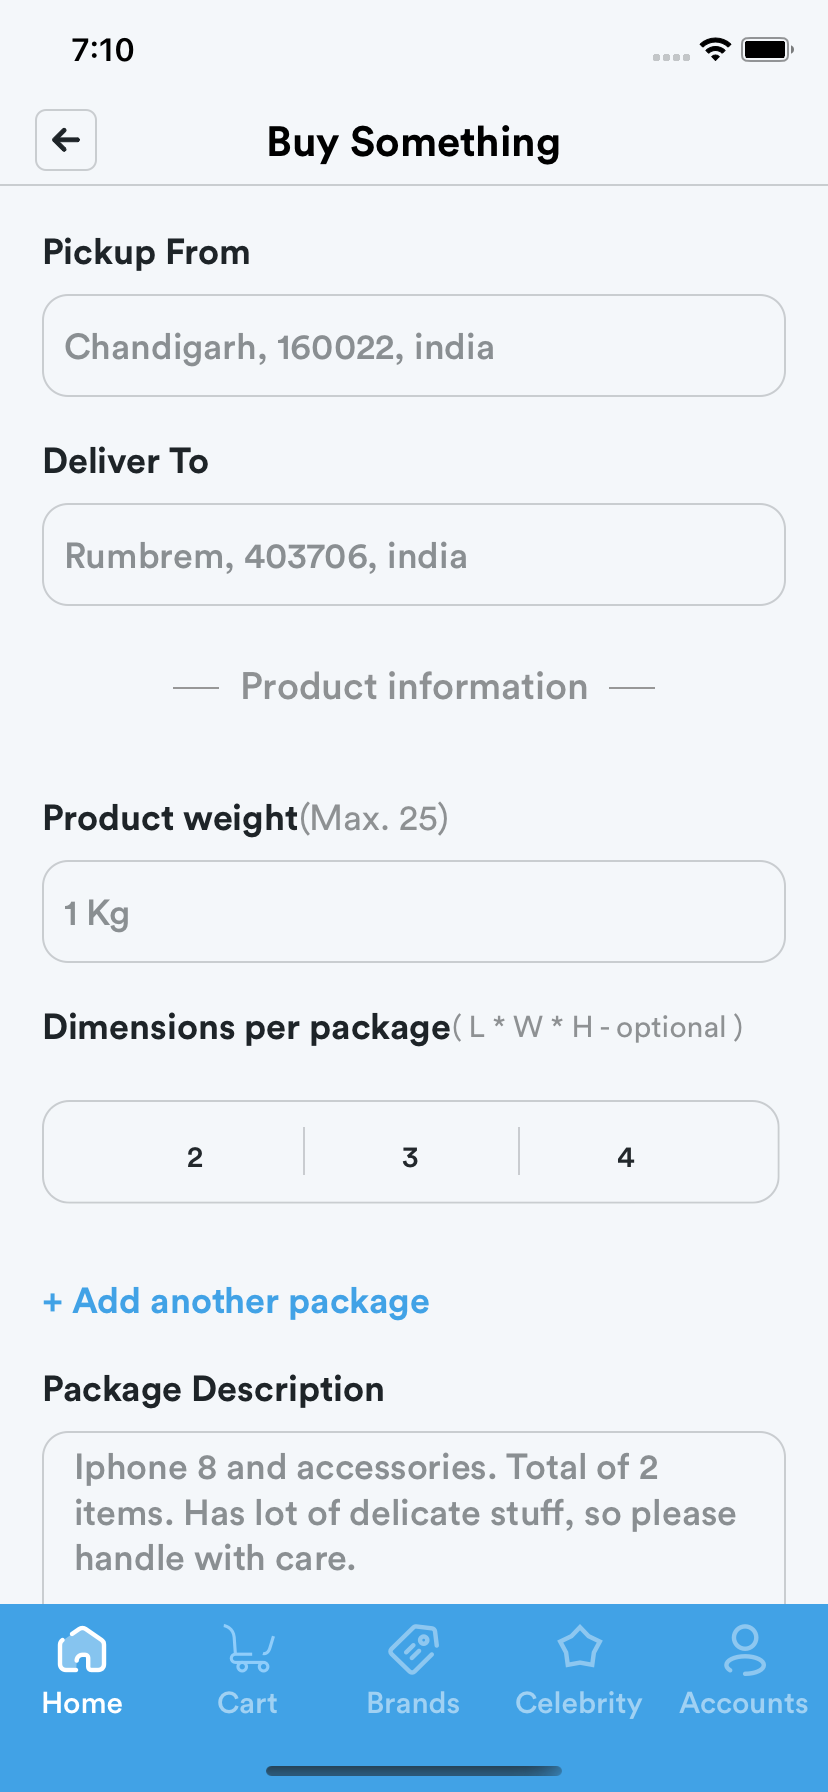 7:10
Buy Something
Pickup From
Chandigarh, 160022, india
Deliver To
Rumbrem, 403706, india
Product information
Product weight(Max. 25)
1 Kg
Dimensions per package( L * W * H - optional )
2 3 4
+ Add another package
Package Description
Iphone 8 and accessories. Total of 2
items. Has lot of delicate stuff, so please
handle with care.
Home Cart Brands Celebrity Accounts